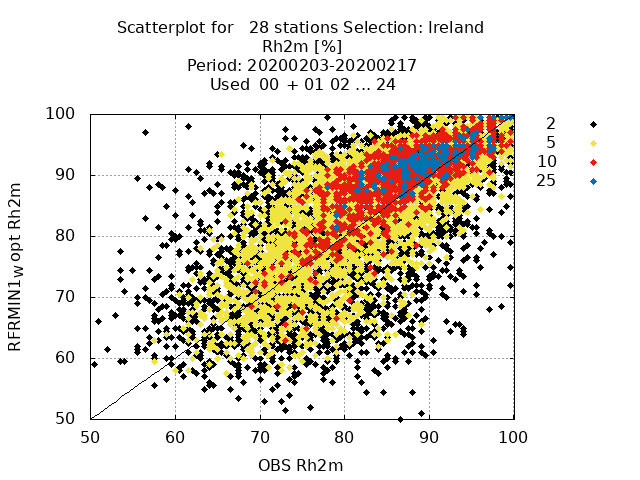 Scatterplot for   28 stations Selection: Ireland
Rh2m [%]
Period: 20200203-20200217
Used  00 + 01 02 ... 24
RFRMIN1_W opt Rh2m
100
90
80
70
60
50
50 60 70 80 90 100
OBS Rh2m
2
5
10
25